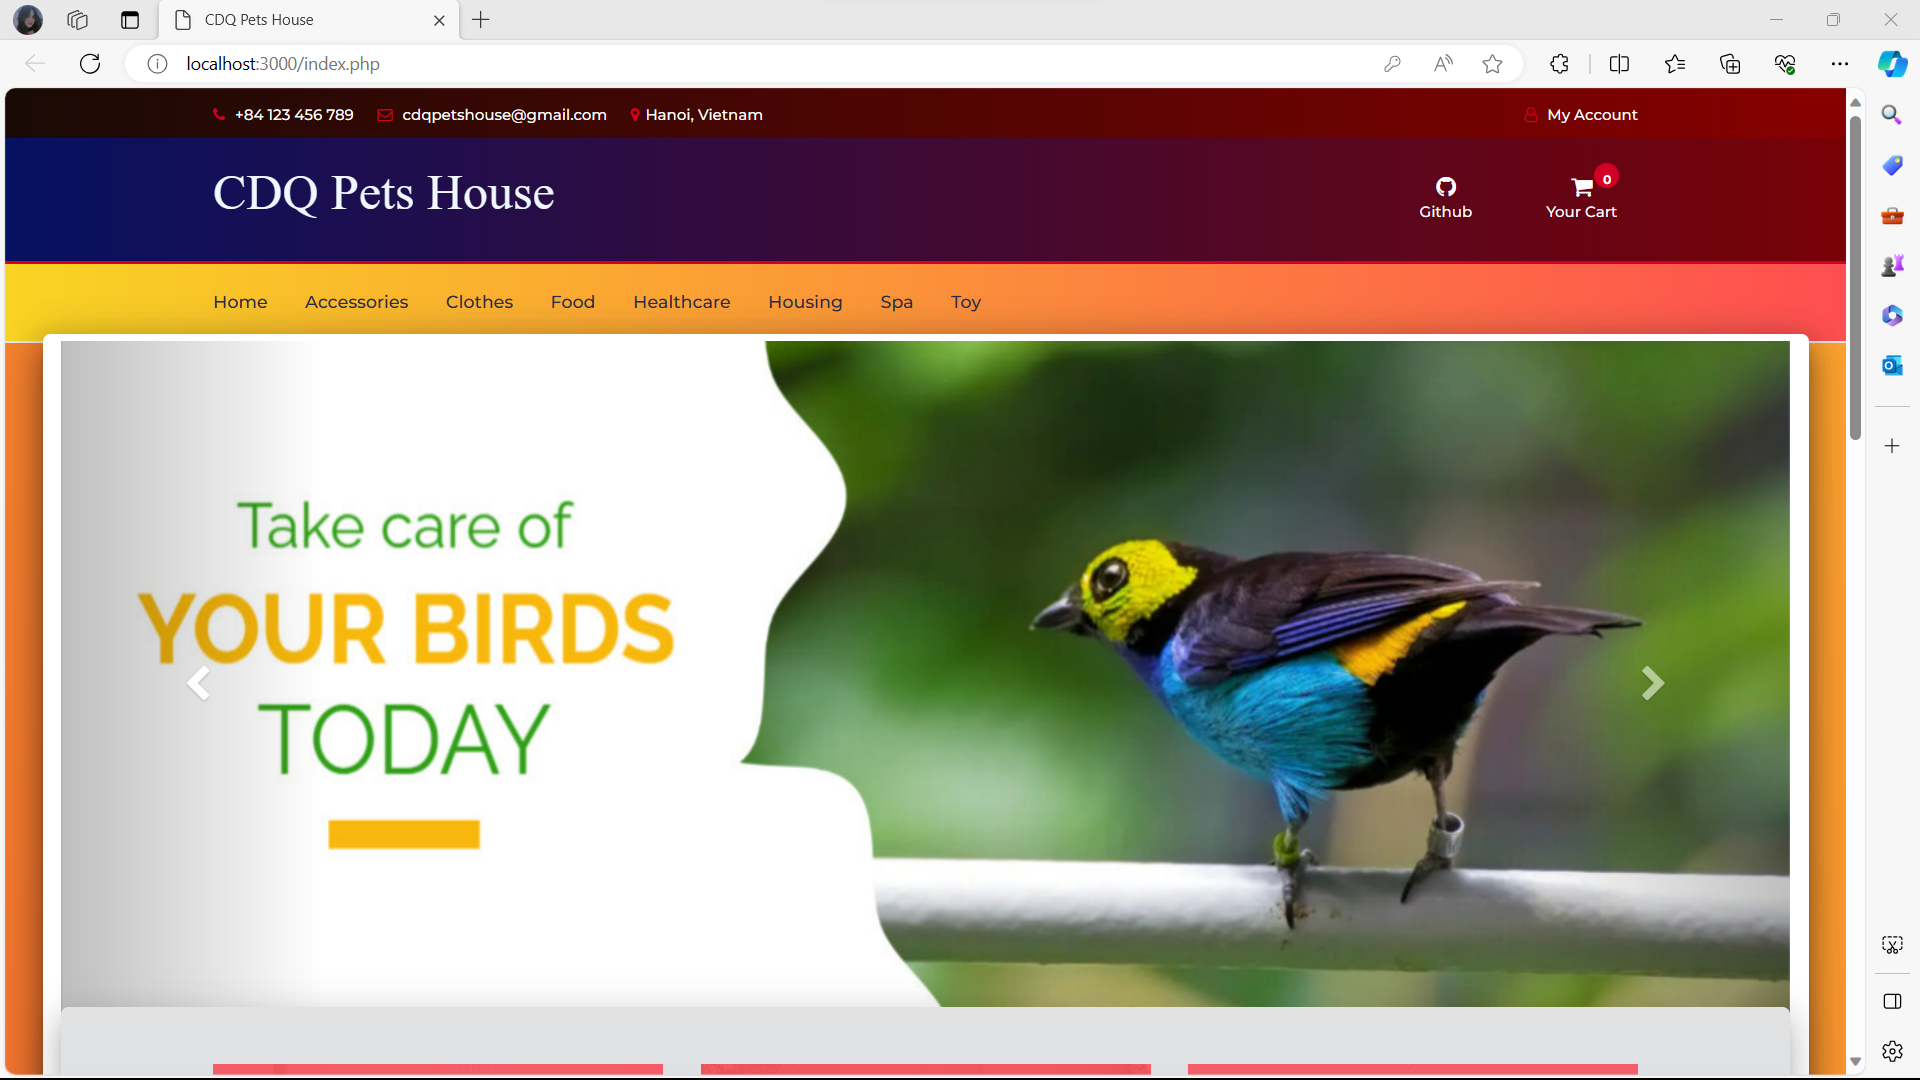 CDQ Pets House
localhost:3000/index.php
+84 123 456 789 cdqpetshouse@gmail.com Hanoi, Vietnam My Account
CDQ Pets House
Github
0
Your Cart
Home Accessories Clothes Food Healthcare Housing Spa Toy
Take care of
YOUR BIRDS
TODAY